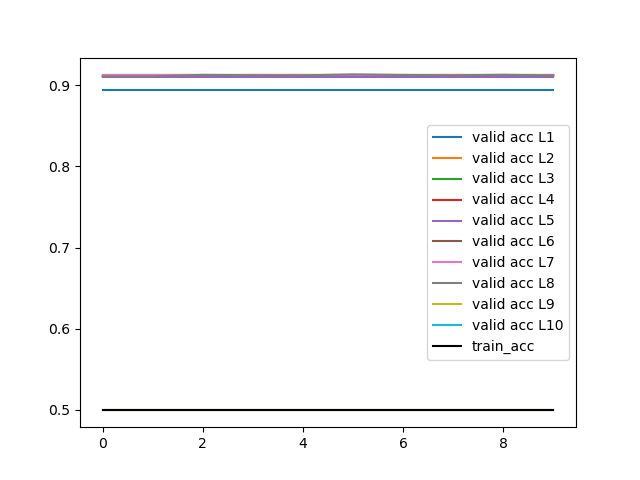 0.9
0.8
0.7
0.6
0.5
0 2 4 6 8
valid acc L1
valid acc L2
valid acc L3
valid acc L4
valid acc L5
valid acc L6
valid acc L7
valid acc L8
valid acc L9
valid acc L10
train_acc